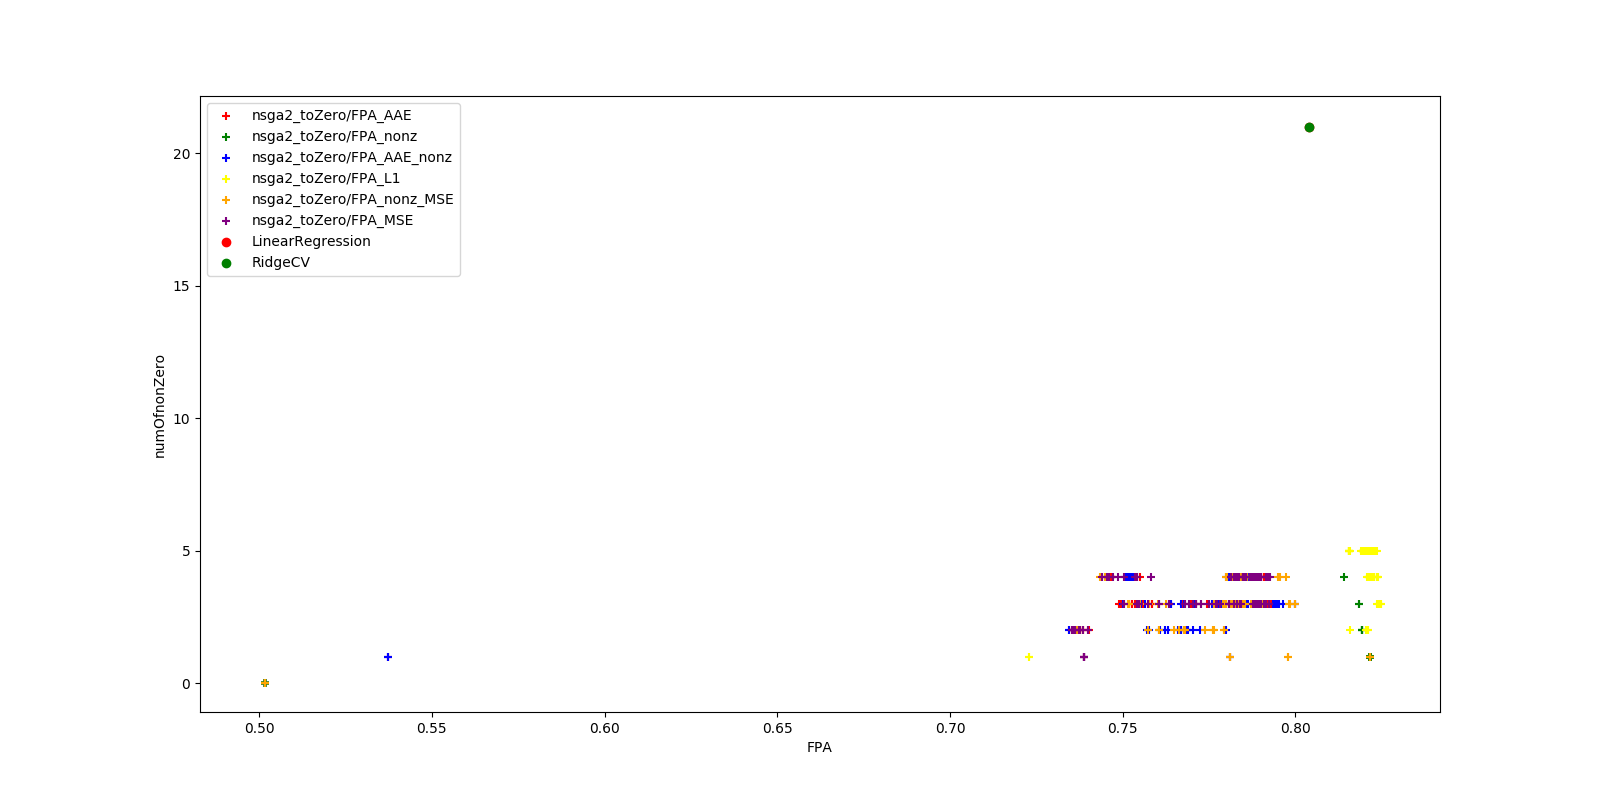 nsga2_toZero/FPA_AAE
nsga2_toZero/FPA_nonz
nsga2_toZero/FPA_AAE_nonz
nsga2_toZero/FPA_L1
nsga2_toZero/FPA_nonz_MSE
nsga2_toZero/FPA_MSE
LinearRegression
RidgeCV
20
15
10
5
0
numOfnonZero
0.50 0.55 0.60 0.65 0.70 0.75 0.80
FPA